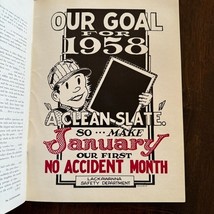 OUR GOAL
FOR
1958
A CLEAN SLATE.
SO... MAKE
January
OUR FIRST
NO ACCIDENT MONTH
LACKAWANNA
SAFETY DEPARTMENT